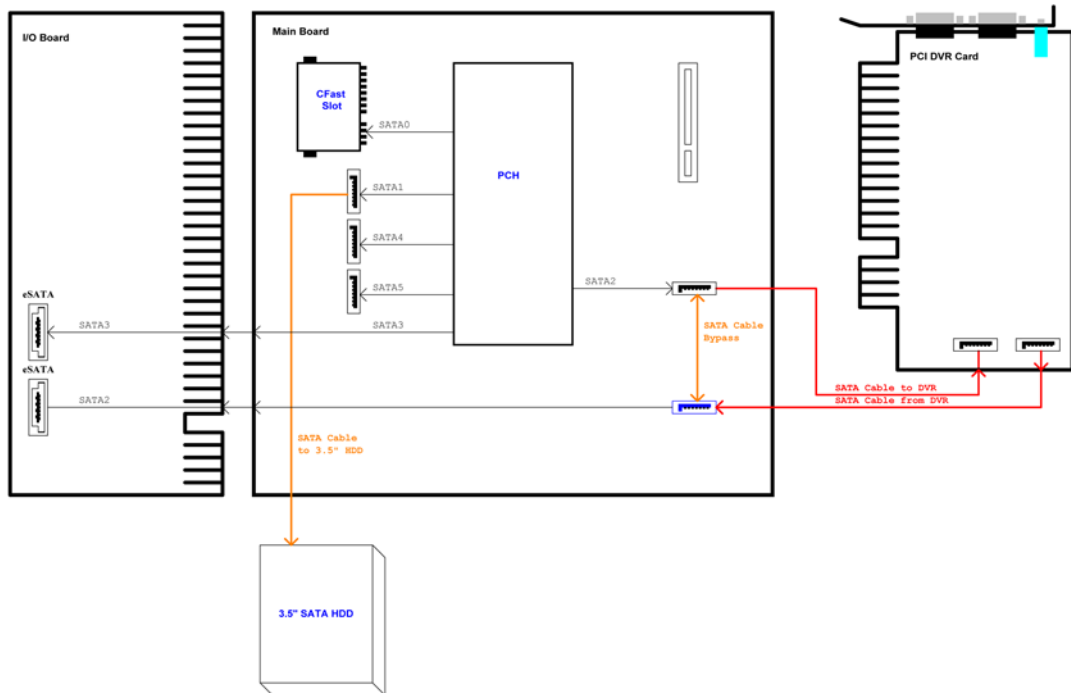 I/O Board
Main Board
PCI DVR Card
CFast
Slot
SATA0
PCH
SATA1
SATA4
SATA5
SATA2
eSATA
SATA3
SATA3
SATA Cable
Bypass
eSATA
SATA2
SATA Cable to DVR
SATA Cable from DVR
SATA Cable
to 3.5" HDD
3.5" SATA HDD